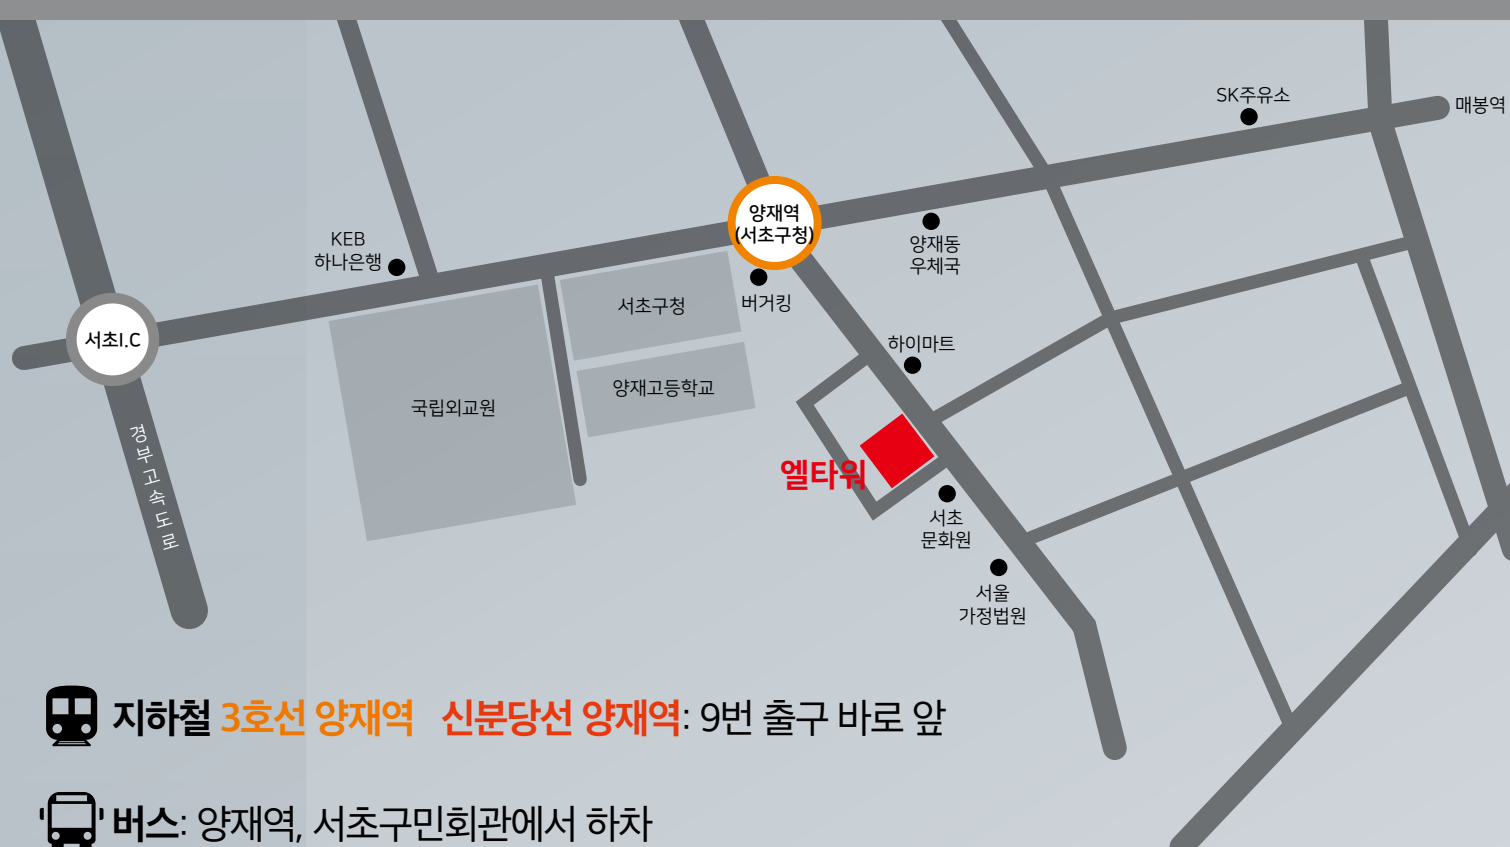 SK주유소
매봉역
양재역
(서초구청)
양재동
우체국
KEB
하나은행
서초구청
버거킹
서초I.C
하이마트
양재고등학교
국립외교원
경부고속도로
엘타워
서초
문화원
서울
가정법원
지하철 3호선 양재역 신분당선 양재역: 9번 출구 바로 앞
버스: 양재역, 서초구민회관에서 하차